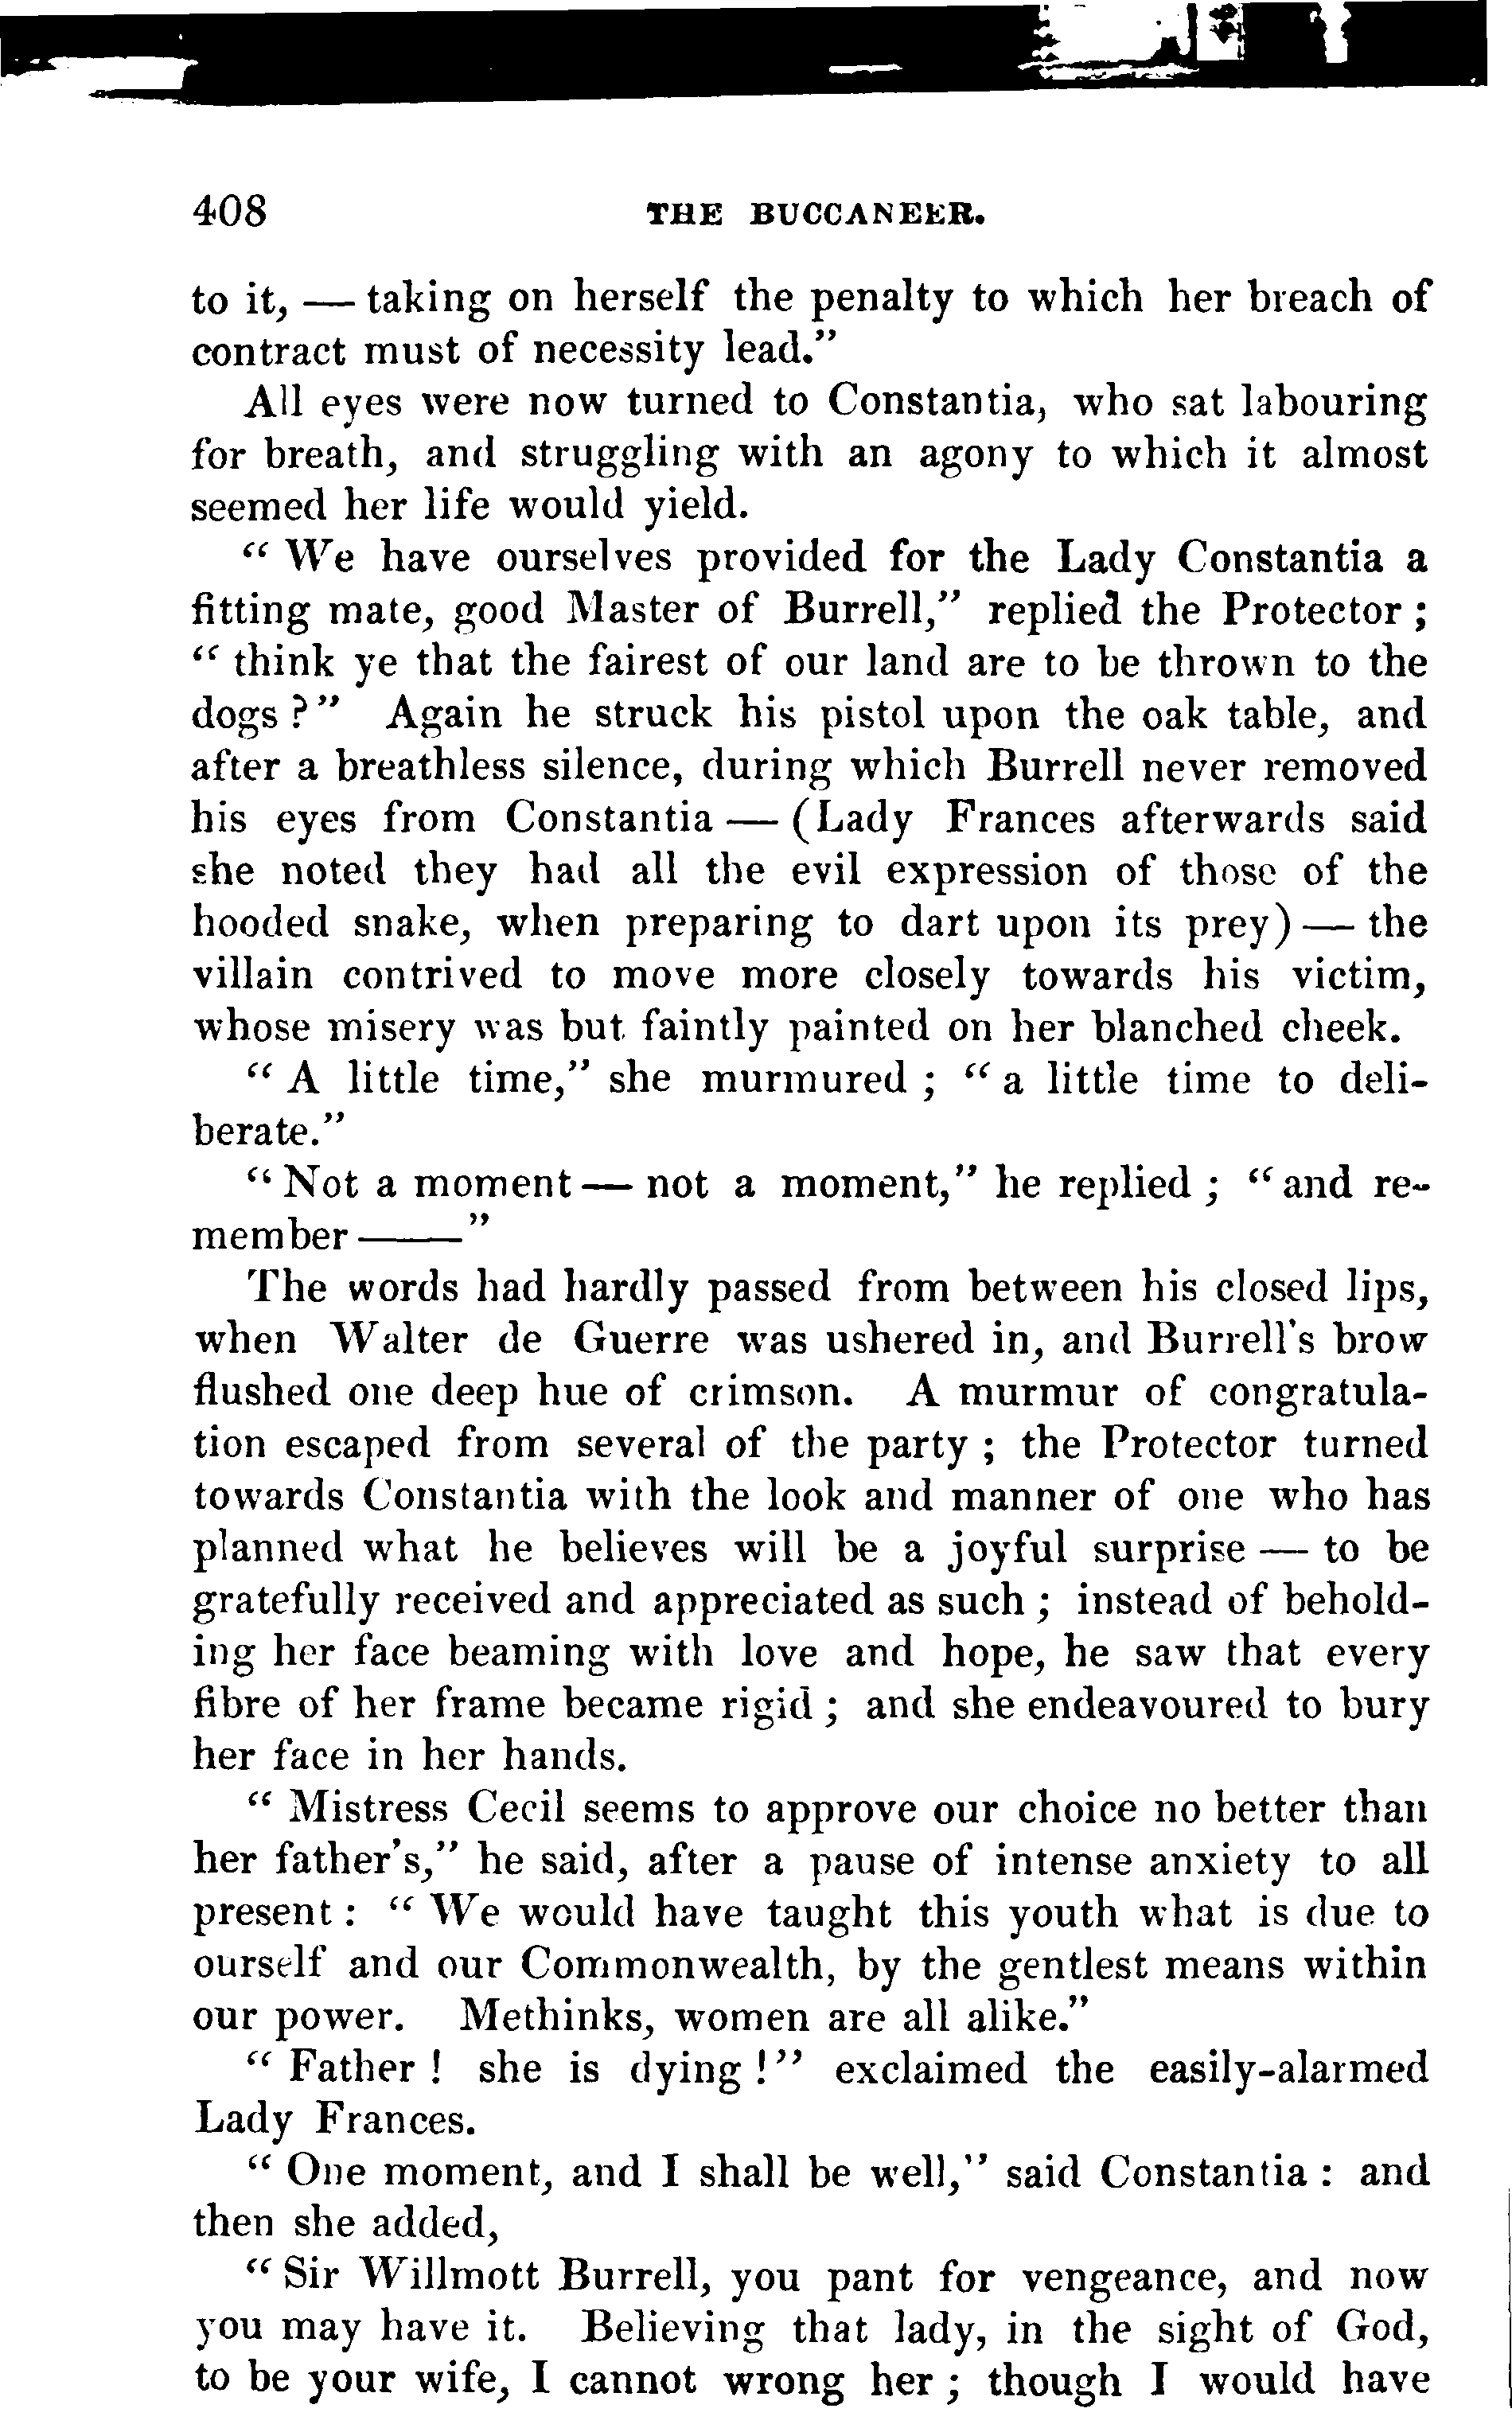 408 THE BUCCANEER.
to it, — taking on herself the penalty to which her breach of
contract must of necessity lead.”
All eyes were now turned to Constantia, who sat labouring
for breath, and struggling with an agony to which it almost
seemed her life would yield.
“ We have ourselves provided for the Lady Constantia a
fitting mate, good Master of Burrell,” replied the Protector ;
“ think ye that the fairest of our land are to be thrown to the
dogs ? ” Again he struck his pistol upon the oak table, and
after a breathless silence, during which Burrell never removed
his eyes from Constantia — (Lady Frances afterwards said
she noted they had all the evil expression of those of the
hooded snake, when preparing to dart upon its prey) — the
villain contrived to move more closely towards his victim,
whose misery was but faintly painted on her blanched cheek.
“ A little time,” she murmured ; “ a little time to deli-
berate.”
“ Not a moment — not a moment,” he replied ; “ and re-
member ——”
The words had hardly passed from between his closed lips,
when Walter de Guerre was ushered in, and Burrell's brow
flushed one deep hue of crimson. A murmur of congratula-
tion escaped from several of the party ; the Protector turned
towards Constantia with the look and manner of one who has
planned what he believes will be a joyful surprise — to be
gratefully received and appreciated as such ; instead of behold-
ing her face beaming with love and hope, he saw that every
fibre of her frame became rigid ; and she endeavoured to bury
her face in her hands.
“ Mistress Cecil seems to approve our choice no better than
her father's,” he said, after a pause of intense anxiety to all
present : “ We would have taught this youth what is due to
ourself and our Commonwealth, by the gentlest means within
our power. Methinks, women are all alike.”
“ Father ! she is dying ! ” exclaimed the easily-alarmed
Lady Frances.
“ One moment, and I shall be well,” said Constantia : and
then she added,
“ Sir Willmott Burrell, you pant for vengeance, and now
you may have it. Believing that lady, in the sight of God,
to be your wife, I cannot wrong her ; though I would have